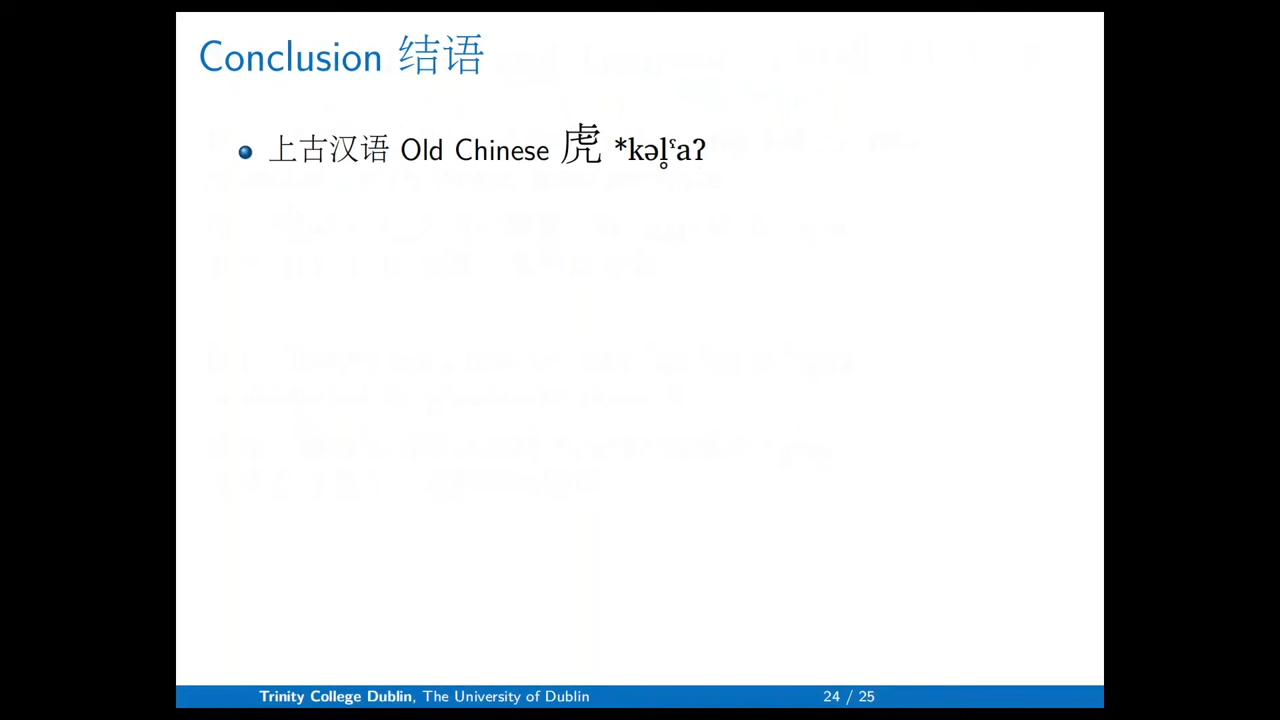 Conclusion 结语
上古汉语 Old Chinese 虎 *kəl̥ˤaʔ
Trinity College Dublin, The University of Dublin 24 / 25